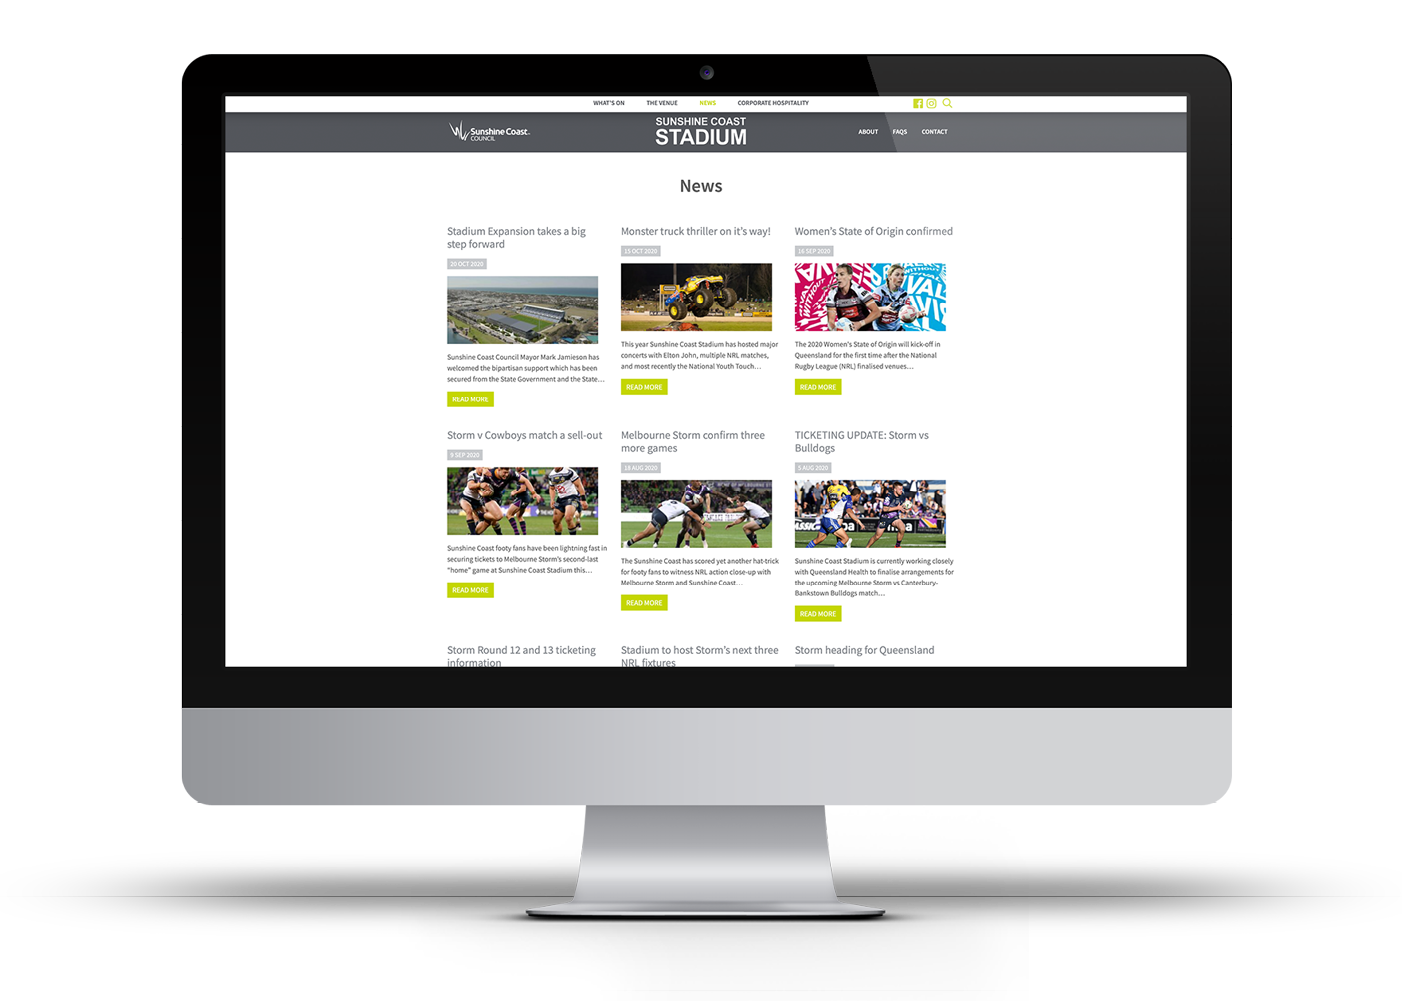 WHAT'S ON THE VENUE NEWS CORPORATE HOSPITALITY
Sunshine Coast
COUNCIL
SUNSHINE COAST
STADIUM
ABOUT FAQS CONTACT
News
Stadium Expansion takes a big
step forward
20 OCT 2020
Sunshine Coast Council Mayor Mark Jamieson has
welcomed the bipartisan support which has been
secured from the State Government and the State...
READ MORE
Monster truck thriller on it's way!
15 OCT 2020
This year Sunshine Coast Stadium has hosted major
concerts with Elton John, multiple NRL matches,
and most recently the National Youth Touch...
READ MORE
Women's State of Origin confirmed
16 SEP 2020
The 2020 Women's State of Origin will kick-off in
Queensland for the first time after the National
Rugby League (NRL) finalised venues...
READ MORE
Storm v Cowboys match a sell-out
9 SEP 2020
Sunshine Coast footy fans have been lightning fast in
securing tickets to Melbourne Storm's second-last
"home" game at Sunshine Coast Stadium this...
READ MORE
Melbourne Storm confirm three
more games
18 AUG 2020
The Sunshine Coast has scored yet another hat-trick
for footy fans to witness NRL action close-up with
Melbourne Storm and Sunshine Coast...
READ MORE
TICKETING UPDATE: Storm vs
Bulldogs
5 AUG 2020
Sunshine Coast Stadium is currently working closely
with Queensland Health to finalise arrangements for
the upcoming Melbourne Storm vs Canterbury-
Bankstown Bulldogs match...
READ MORE
Storm Round 12 and 13 ticketing
information
Stadium to host Storm's next three
NRL fixtures
Storm heading for Queensland